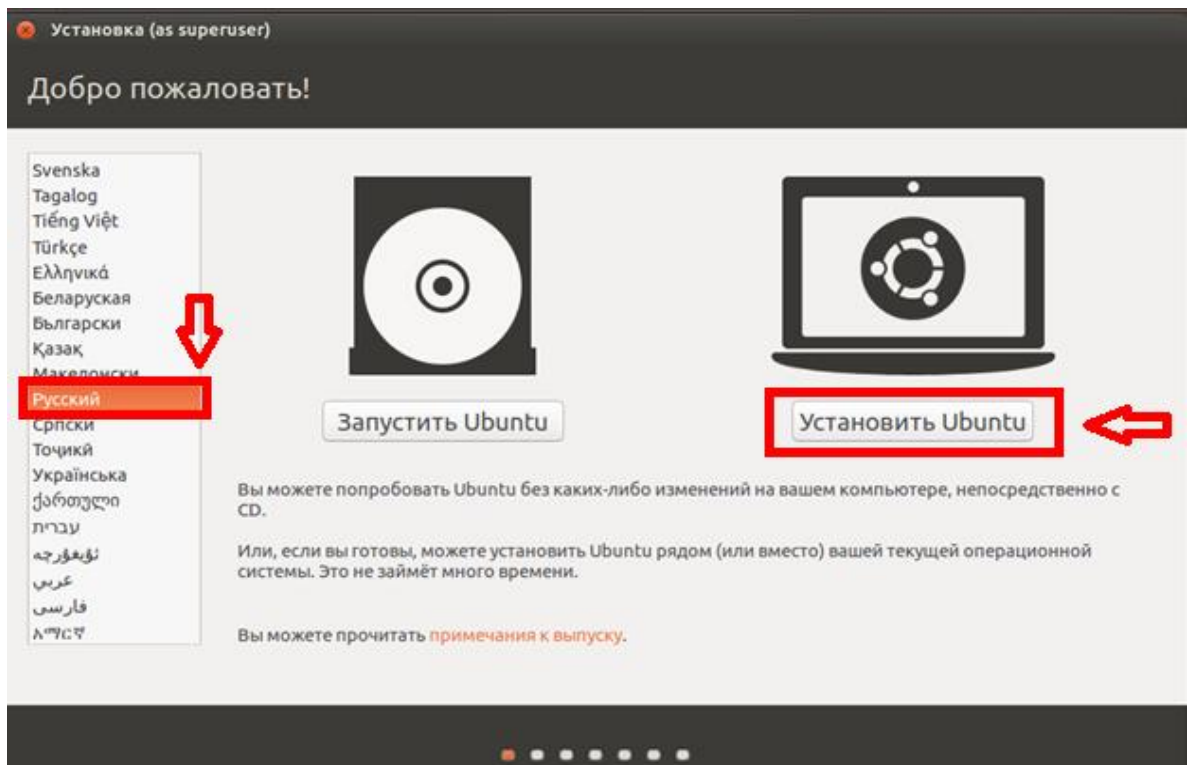 Установка (as superuser)
Добро пожаловать!
Svenska
Tagalog
Tiếng Việt
Türkçe
Ελληνικά
Беларуская
Български
Қазақ
Македонски
Русский
Српски
Тоҷикӣ
Українська
ქართული
עברית
ئۇيغۇرچە
عربي
فارسی
አማርኛ
Запустить Ubuntu
Установить Ubuntu
Вы можете попробовать Ubuntu без каких-либо изменений на вашем компьютере, непосредственно с
CD.
Или, если вы готовы, можете установить Ubuntu рядом (или вместо) вашей текущей операционной
системы. Это не займёт много времени.
Вы можете прочитать примечания к выпуску.